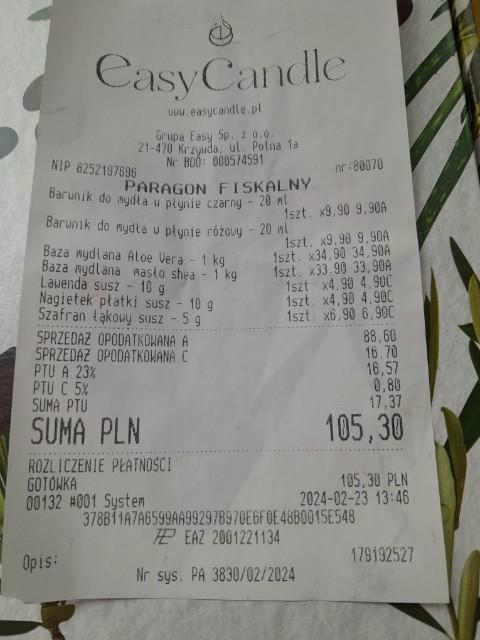 EasyCandle
www.easycandle.pl
Grupa Easy Sp. z o.o.
21-470 Krzywda, ul. Polna 1a
Nr BDO: 000574591
NIP 8252197696 nr:80070
PARAGON FISKALNY
Barwnik do mydła w płynie czarny - 20 ml
1szt. x9,90 9,90A
Barwnik do mydła w płynie różowy - 20 ml
1szt. x9,90 9,90A
Baza mydlana Aloe Vera - 1 kg 1szt. x34,90 34,90A
Baza mydlana masło shea - 1 kg 1szt. x33,90 33,90A
Lawenda susz - 10 g 1szt. x4,90 4,90C
Nagietek płatki susz - 10 g 1szt. x4,90 4,90C
Szafran łąkowy susz - 5 g 1szt. x6,90 6,90C
SPRZEDAŻ OPODATKOWANA A 88,60
SPRZEDAŻ OPODATKOWANA C 16,70
PTU A 23% 16,57
PTU C 5% 0,80
SUMA PTU 17,37
SUMA PLN 105,30
ROZLICZENIE PŁATNOŚCI
GOTÓWKA 105,30 PLN
00132 #001 System 2024-02-23 13:46
378B11A7A6599AA99297B970E6F0E48B0015E548
EAZ 2001221134
Opis: 179192527
Nr sys. PA 3830/02/2024